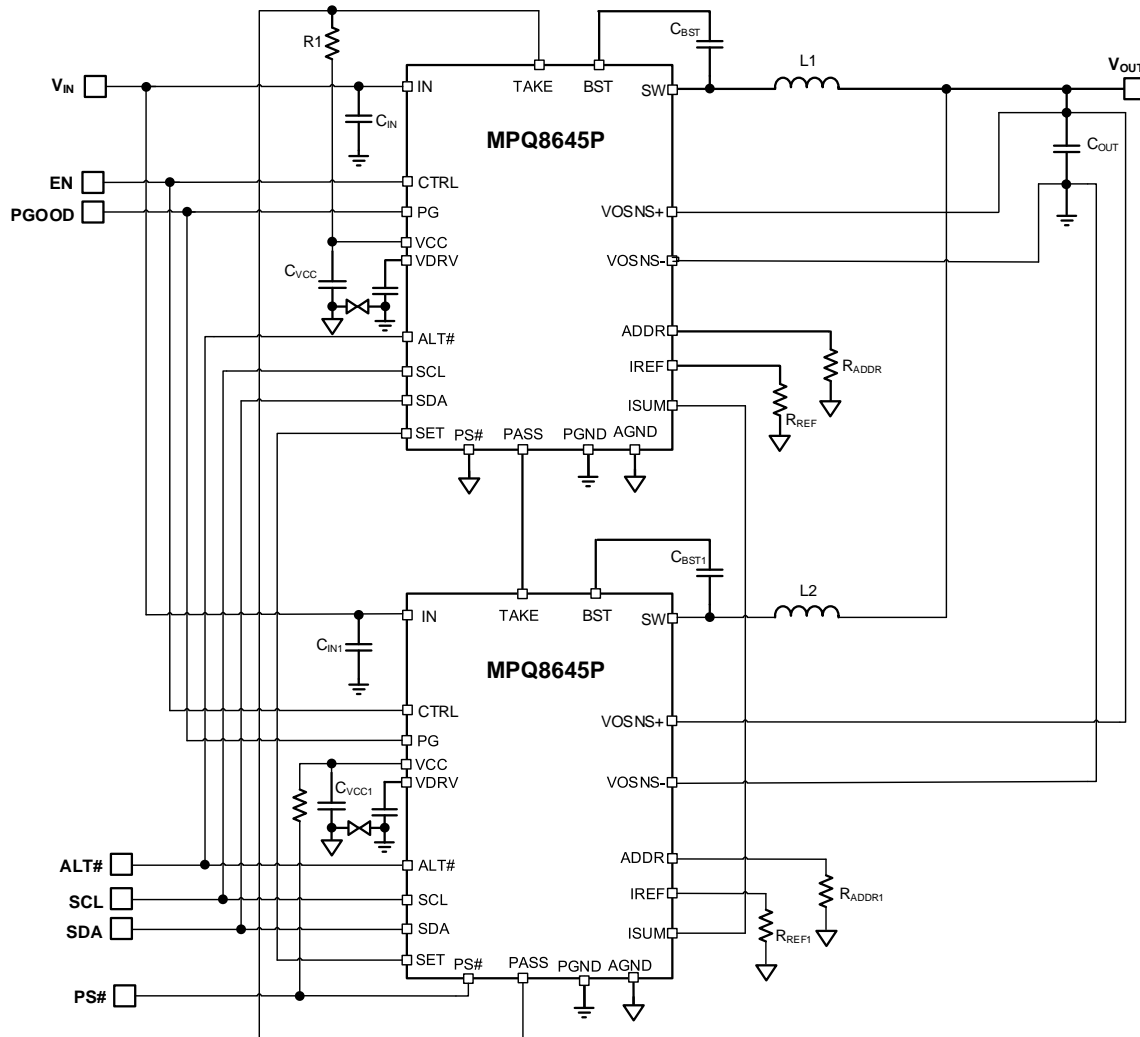 R1
CBST
L1
VOUT
VIN
IN
TAKE
BST
SW
CIN
MPQ8645P
COUT
EN
CTRL
PGOOD
PG
VOSNS+
VCC
VDRV
VOSNS-
CVCC
ALT#
ADDR
SCL
IREF
RADDR
SDA
ISUM
RREF
SET
PS#
PASS
PGND
AGND
CBST1
L2
IN
TAKE
BST
SW
CIN1
MPQ8645P
CTRL
VOSNS+
PG
VCC
VDRV
VOSNS-
CVCC1
ALT#
ALT#
ADDR
SCL
SCL
IREF
RADDR1
SDA
SDA
ISUM
RREF1
SET
PS#
PASS
PGND
AGND
PS#